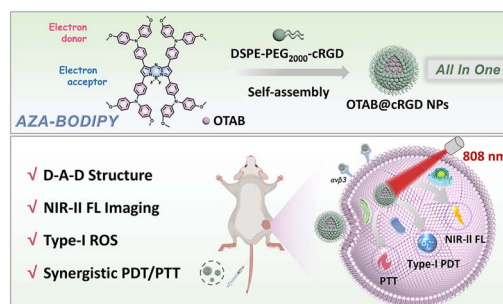 Electron
donor
Electron
acceptor
AZA-BODIPY
OTAB
DSPE-PEG2000-cRGD
Self-assembly
OTAB@cRGD NPs
All In One
√ D-A-D Structure
√ NIR-II FL Imaging
√ Type-I ROS
√ Synergistic PDT/PTT
αvβ3
808 nm
NIR-II FL
Type-I PDT
PTT